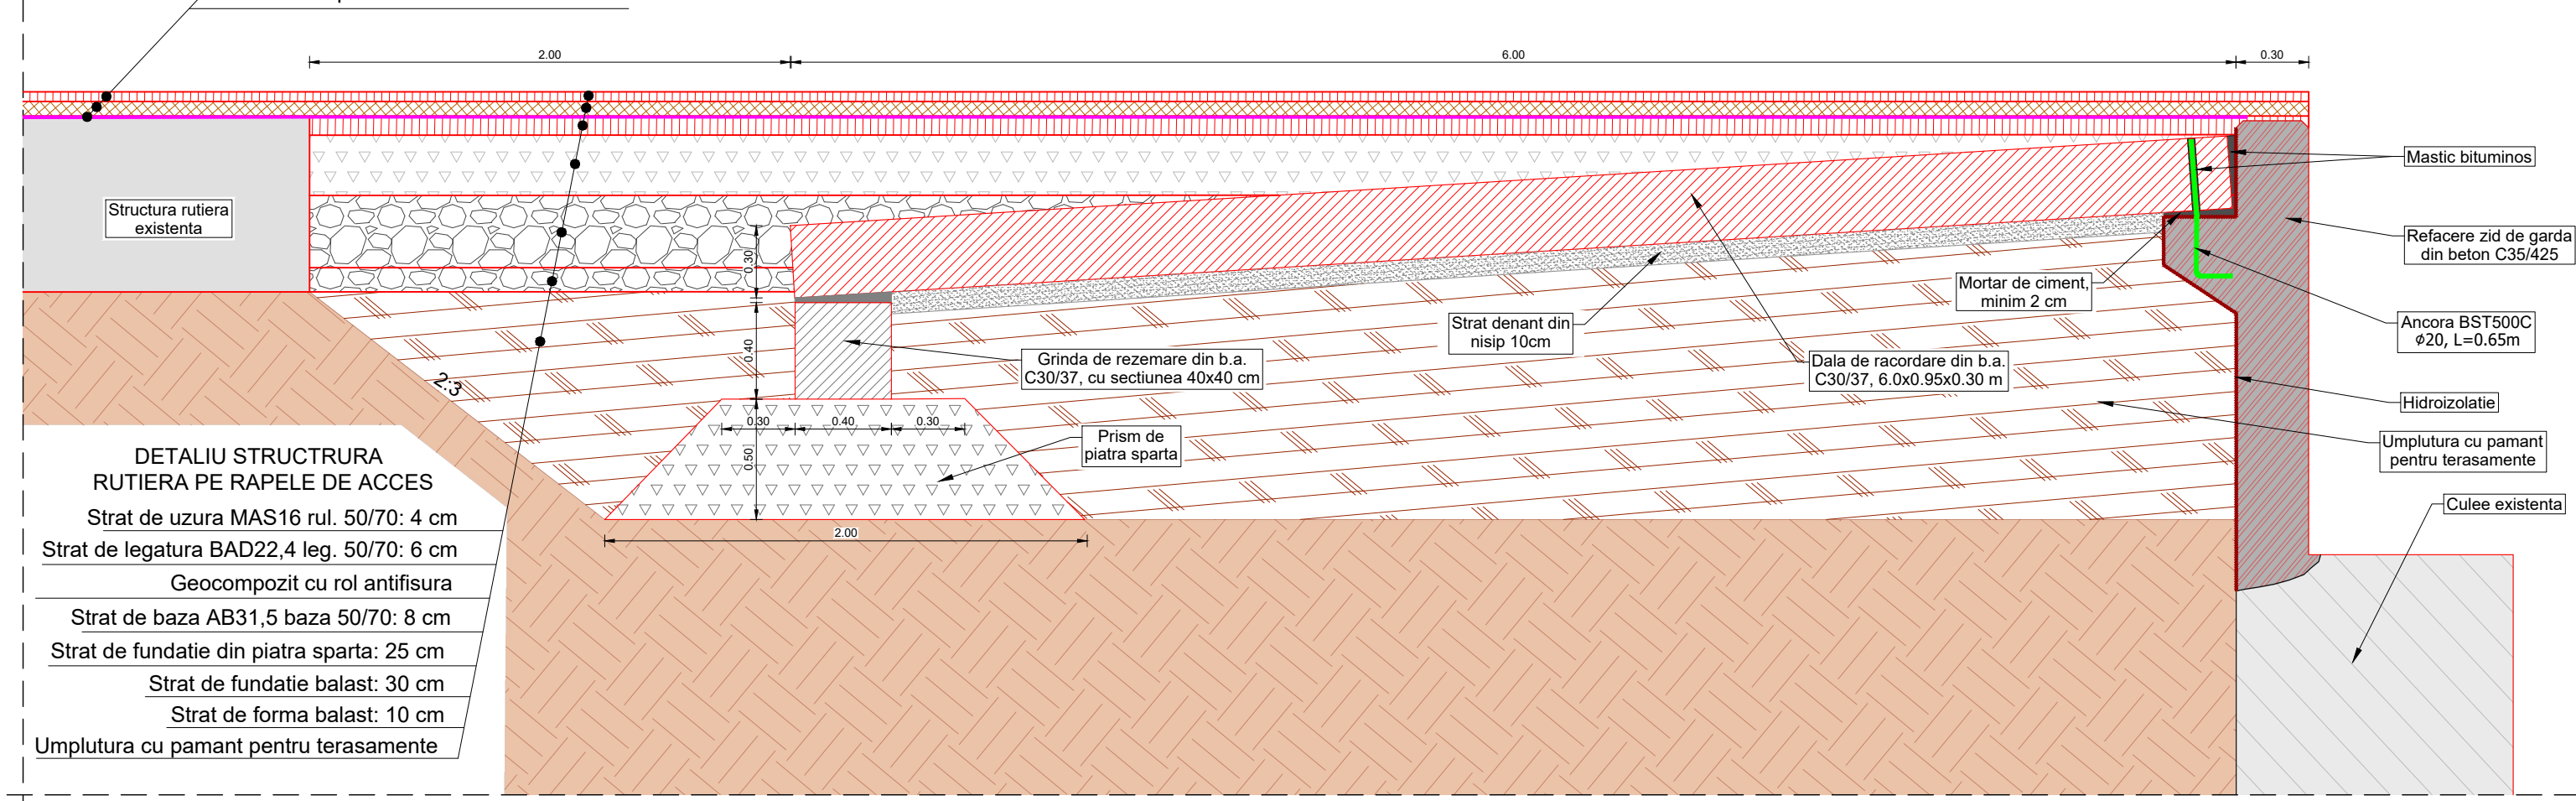 2.00
6.00
0.30
Structura rutiera
existenta
Mastic bituminos
Refacere zid de garda
din beton C35/425
Mortar de ciment,
minim 2 cm
Ancora BST500C
ø20, L=0.65m
Strat denant din
nisip 10cm
Grinda de rezemare din b.a.
C30/37, cu sectiunea 40x40 cm
Dala de racordare din b.a.
C30/37, 6.0x0.95x0.30 m
Hidroizolatie
Umplutura cu pamant
pentru terasamente
Prism de
piatra sparta
Culee existenta
0.30
0.40
0.50
0.30
0.40
0.30
2.00
2:3
DETALIU STRUCTRURA
RUTIERA PE RAPELE DE ACCES
Strat de uzura MAS16 rul. 50/70: 4 cm
Strat de legatura BAD22,4 leg. 50/70: 6 cm
Geocompozit cu rol antifisura
Strat de baza AB31,5 baza 50/70: 8 cm
Strat de fundatie din piatra sparta: 25 cm
Strat de fundatie balast: 30 cm
Strat de forma balast: 10 cm
Umplutura cu pamant pentru terasamente